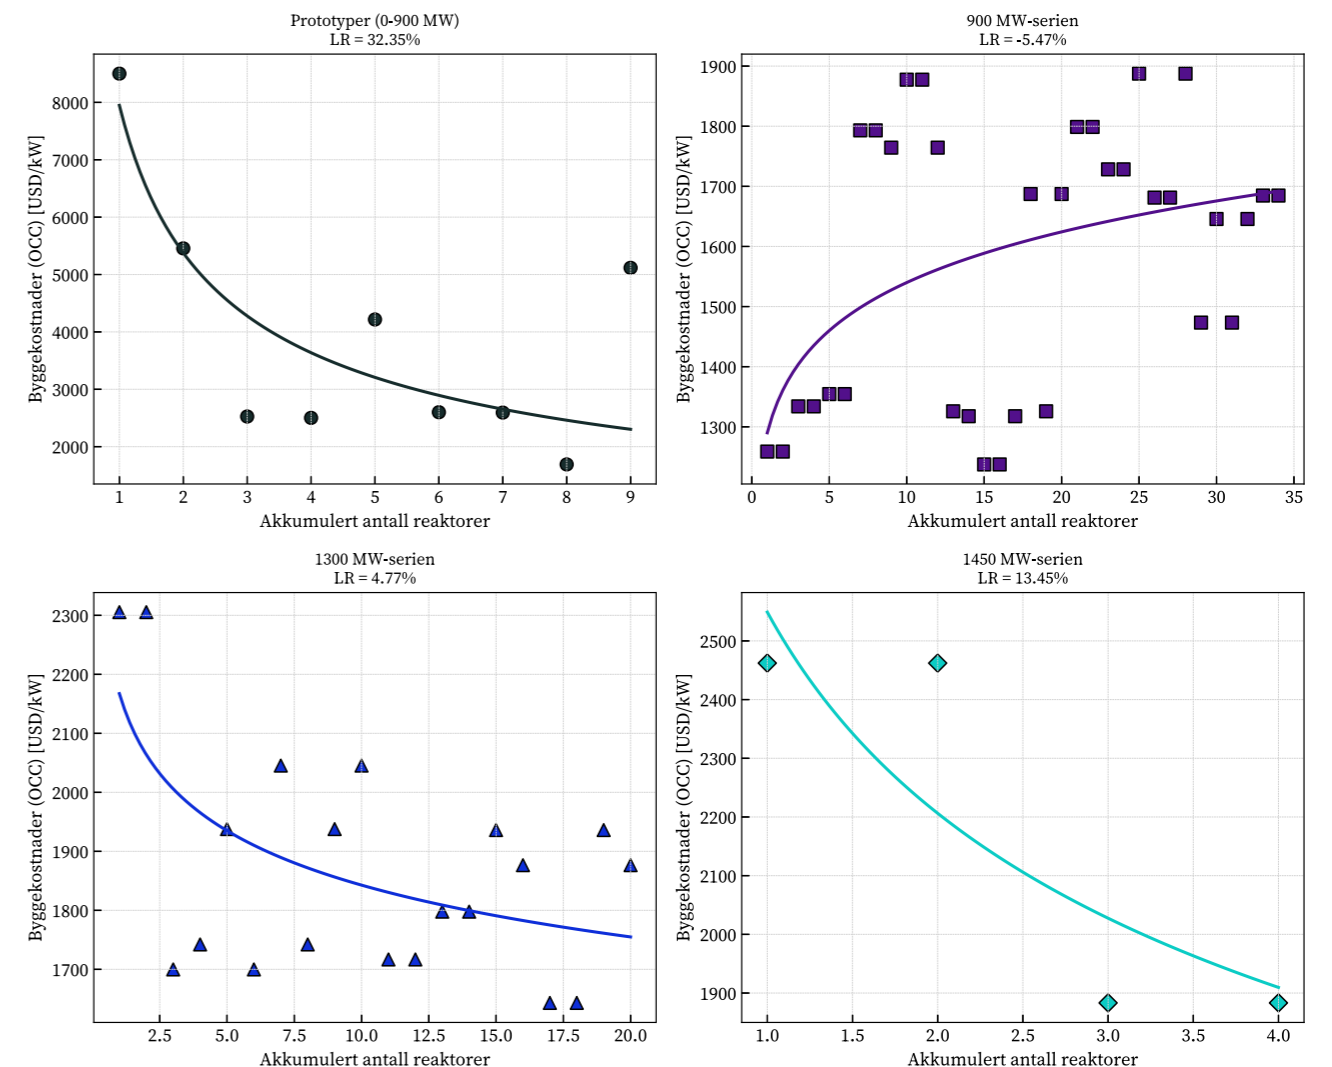 Prototyper (0-900 MW)
LR = 32.35%
Byggekostnader (OCC) [USD/kW]
8000
7000
6000
5000
4000
3000
2000
1 2 3 4 5 6 7 8 9
Akkumulert antall reaktorer
900 MW-serien
LR = -5.47%
Byggekostnader (OCC) [USD/kW]
1900
1800
1700
1600
1500
1400
1300
0 5 10 15 20 25 30 35
Akkumulert antall reaktorer
1300 MW-serien
LR = 4.77%
Byggekostnader (OCC) [USD/kW]
2300
2200
2100
2000
1900
1800
1700
2.5 5.0 7.5 10.0 12.5 15.0 17.5 20.0
Akkumulert antall reaktorer
1450 MW-serien
LR = 13.45%
Byggekostnader (OCC) [USD/kW]
2500
2400
2300
2200
2100
2000
1900
1.0 1.5 2.0 2.5 3.0 3.5 4.0
Akkumulert antall reaktorer